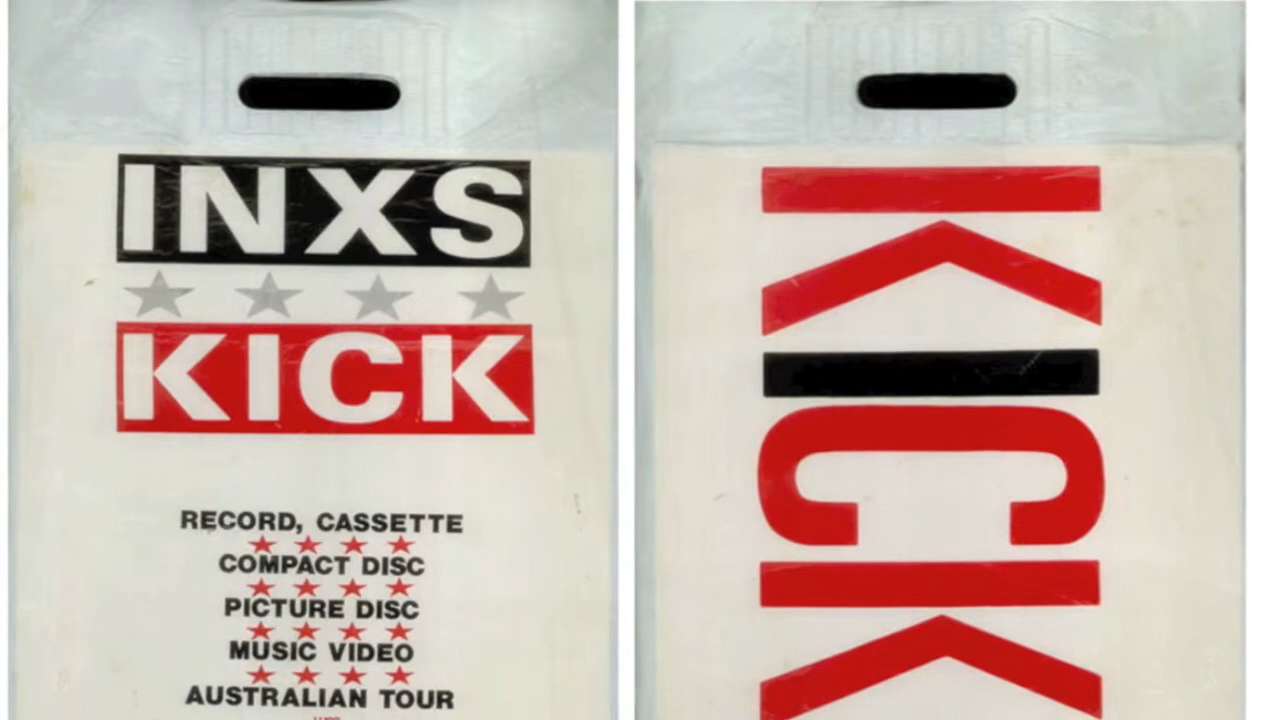 INXS
KICK
RECORD, CASSETTE
COMPACT DISC
PICTURE DISC
MUSIC VIDEO
AUSTRALIAN TOUR
KICK